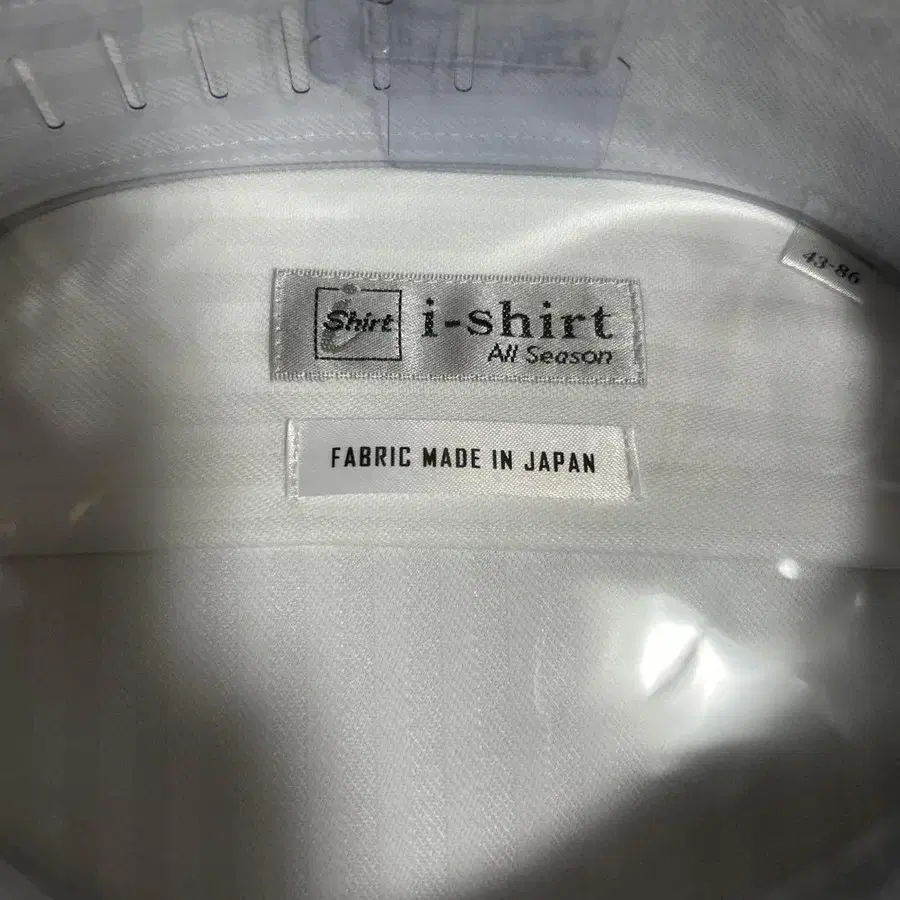 43-86
Shirt
i-shirt
All Season
FABRIC MADE IN JAPAN